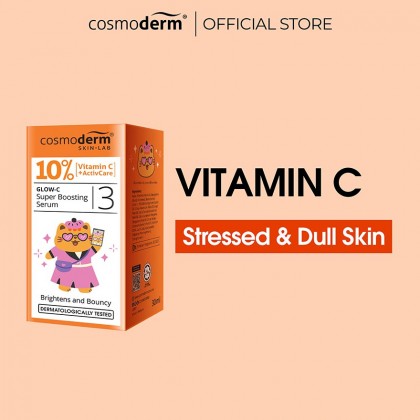 cosmoderm® | OFFICIAL STORE
cosmoderm®
SKIN•LAB
10% Vitamin C
+ActivCare
GLOW-C
Super Boosting
Serum
3
Brightens and Bouncy
DERMATOLOGICALLY TESTED
30ml
VITAMIN C
Stressed & Dull Skin